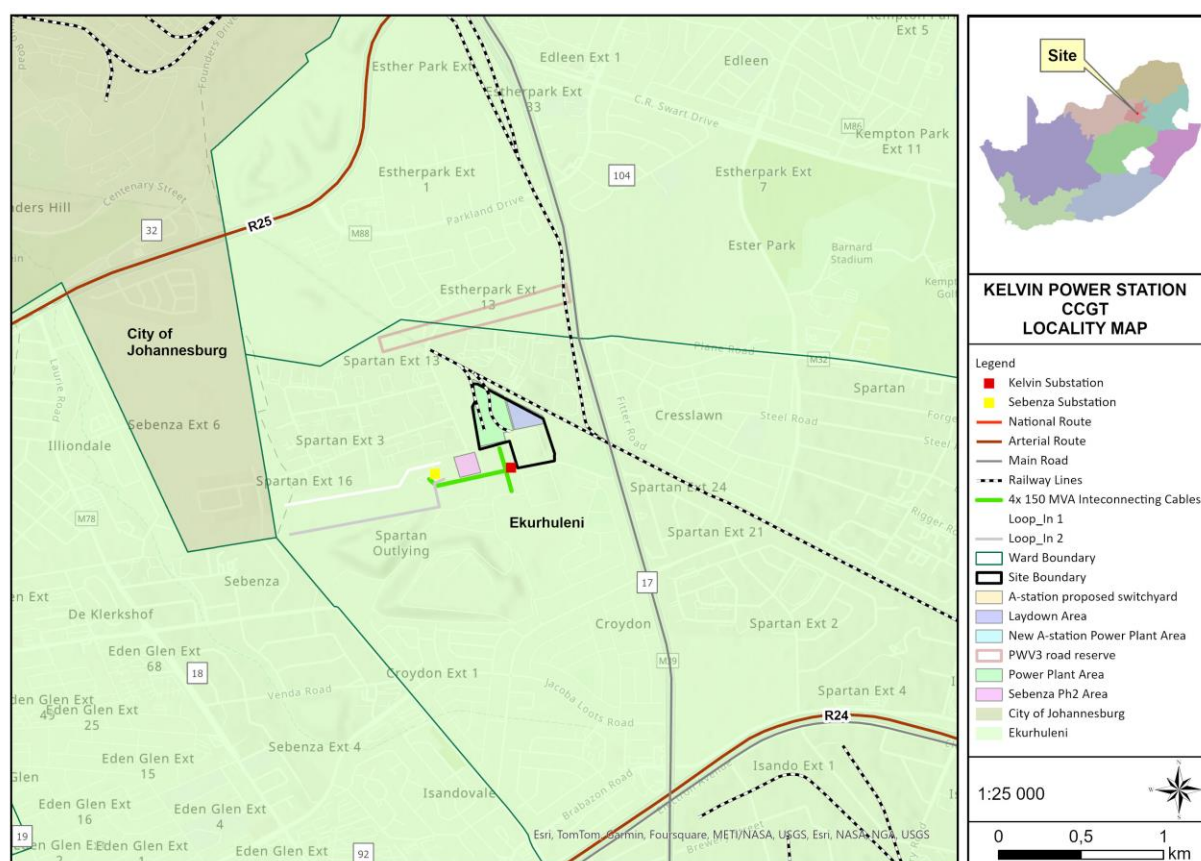 Kempton Park
Ext 5
Founders Drive
Esther Park Ext
Edleen Ext 1
Edleen
Estherpark Ext
33
C.R. Swart Drive
M86
Kempton Park
Ext 11
Centenary Street
Estherpark Ext
1
104
Estherpark Ext
7
nders Hill
32
R25
M88
Parkland Drive
Ester Park
Barnard
Stadium
Estherpark Ext
13
City of
Johannesburg
Laurie Road
Spartan Ext 13
Plane Road
M32
Spartan
Sebenza Ext 6
Illiondale
Spartan Ext 3
Fitter Road
Cresslawn
Steel Road
Spartan Ext 16
Spartan Ext 24
M78
Ekurhuleni
Spartan
Outlying
Spartan Ext 21
Sebenza
17
De Klerkshof
Croydon
Spartan Ext 2
Eden Glen Ext
68
18
Croydon Ext 1
M39
Venda Road
Jacoba Loots Road
Spartan Ext 4
Eden Glen Ext
25
R24
Sebenza Ext 4
Eden Glen Ext
15
Isando Ext 1
Isandovale
Brabazon Road
Eden Glen Ext
16
Eden Glen Ext
4
19
92
Esri, TomTom, Garmin, Foursquare, METI/NASA, USGS, Esri, NASA, NGA, USGS
Site
KELVIN POWER STATION
CCGT
LOCALITY MAP
Legend
Kelvin Substation
Sebenza Substation
National Route
Arterial Route
Main Road
Railway Lines
4x 150 MVA Inteconnecting Cables
Loop_In 1
Loop_In 2
Ward Boundary
Site Boundary
A-station proposed switchyard
Laydown Area
New A-station Power Plant Area
PWV3 road reserve
Power Plant Area
Sebenza Ph2 Area
City of Johannesburg
Ekurhuleni
1:25 000
0 0,5 1
km